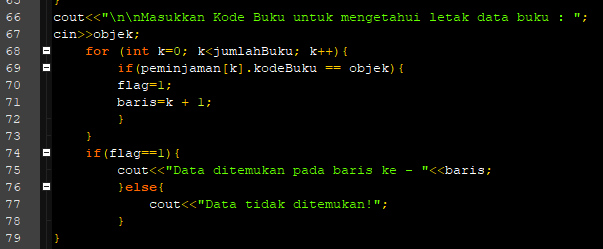 65 }
66 cout<<"\n\nMasukkan Kode Buku untuk mengetahui letak data buku : ";
67 cin>>objek;
68 for (int k=0; k<jumlahBuku; k++){
69 if(peminjaman[k].kodeBuku == objek){
70 flag=1;
71 baris=k + 1;
72 }
73 }
74 if(flag==1){
75 cout<<"Data ditemukan pada baris ke - "<<baris;
76 }else{
77 cout<<"Data tidak ditemukan!";
78 }
79 }